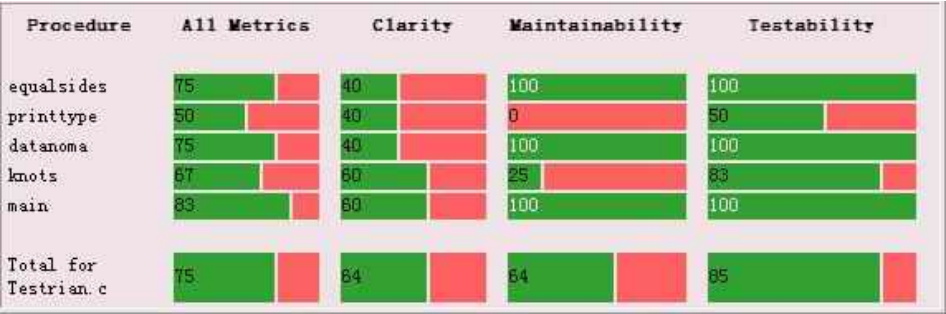 Procedure All Metrics Clarity Maintainability Testability
equalsides 75 40 100 100
printtype 50 40 0 50
datanoma 75 40 100 100
knots 67 60 25 83
main 83 60 100 100
Total for
Testrian.c 75 64 64 85